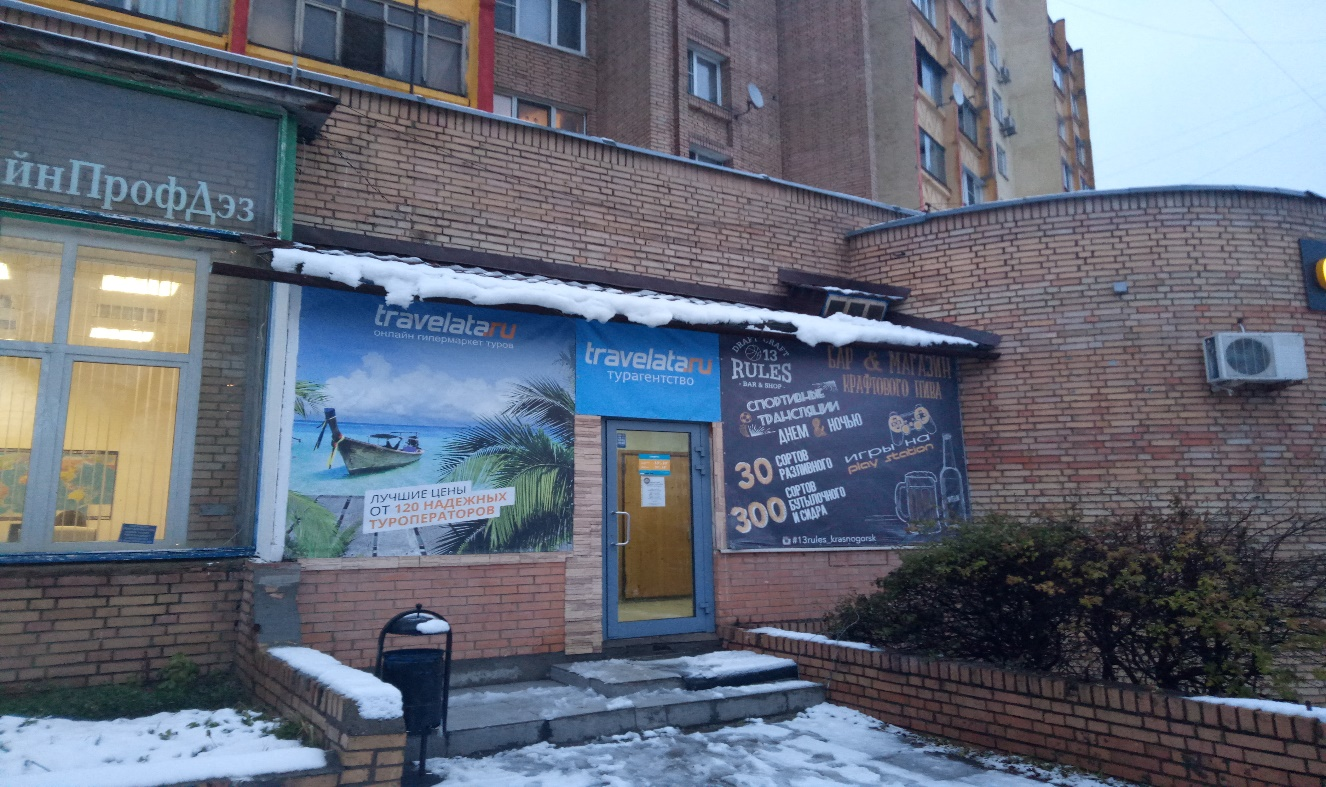 йнПрофДэз
travelata.ru
онлайн гипермаркет туров
ЛУЧШИЕ ЦЕНЫ
ОТ 120 НАДЕЖНЫХ
ТУРОПЕРАТОРОВ
travelata.ru
турагентство
DRAFT CRAFT
13
RULES
BAR & SHOP
БАР & МАГАЗИН
КРАФТОВОГО ПИВА
СПОРТИВНЫЕ
ТРАНСЛЯЦИИ
ДНЕМ & НОЧЬЮ
ИГРЫ НА
play station
30 СОРТОВ
РАЗЛИВНОГО
300 СОРТОВ
БУТЫЛОЧНОГО
И СИДРА
#13rules_krasnogorsk